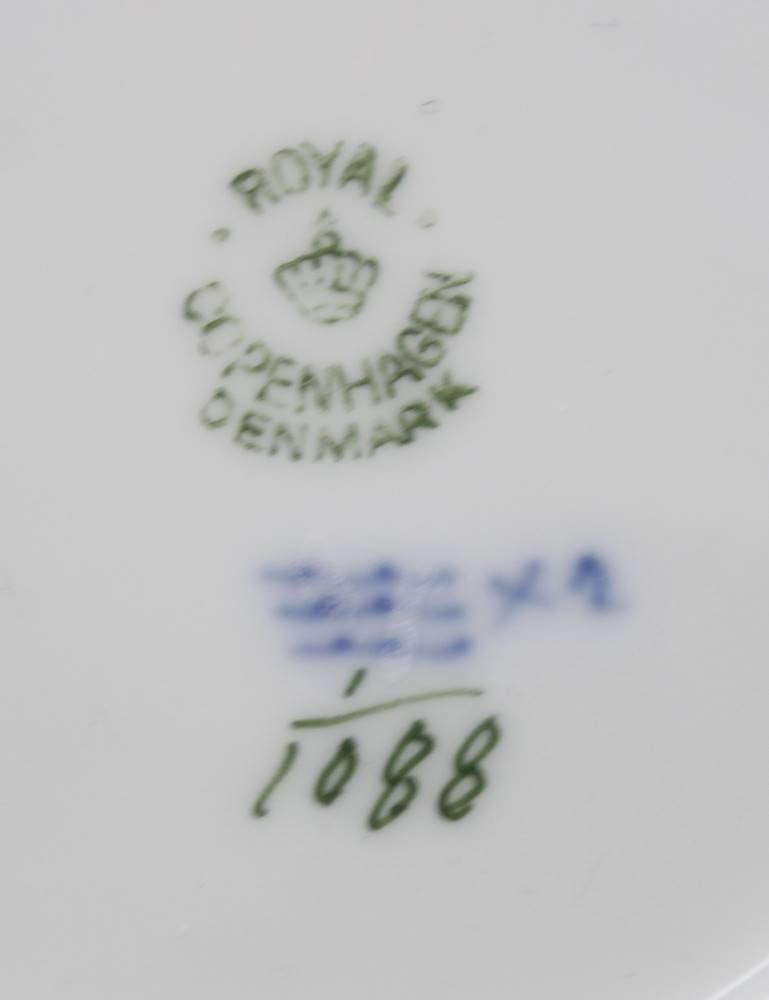 ROYAL
COPENHAGEN
DENMARK
1
1088